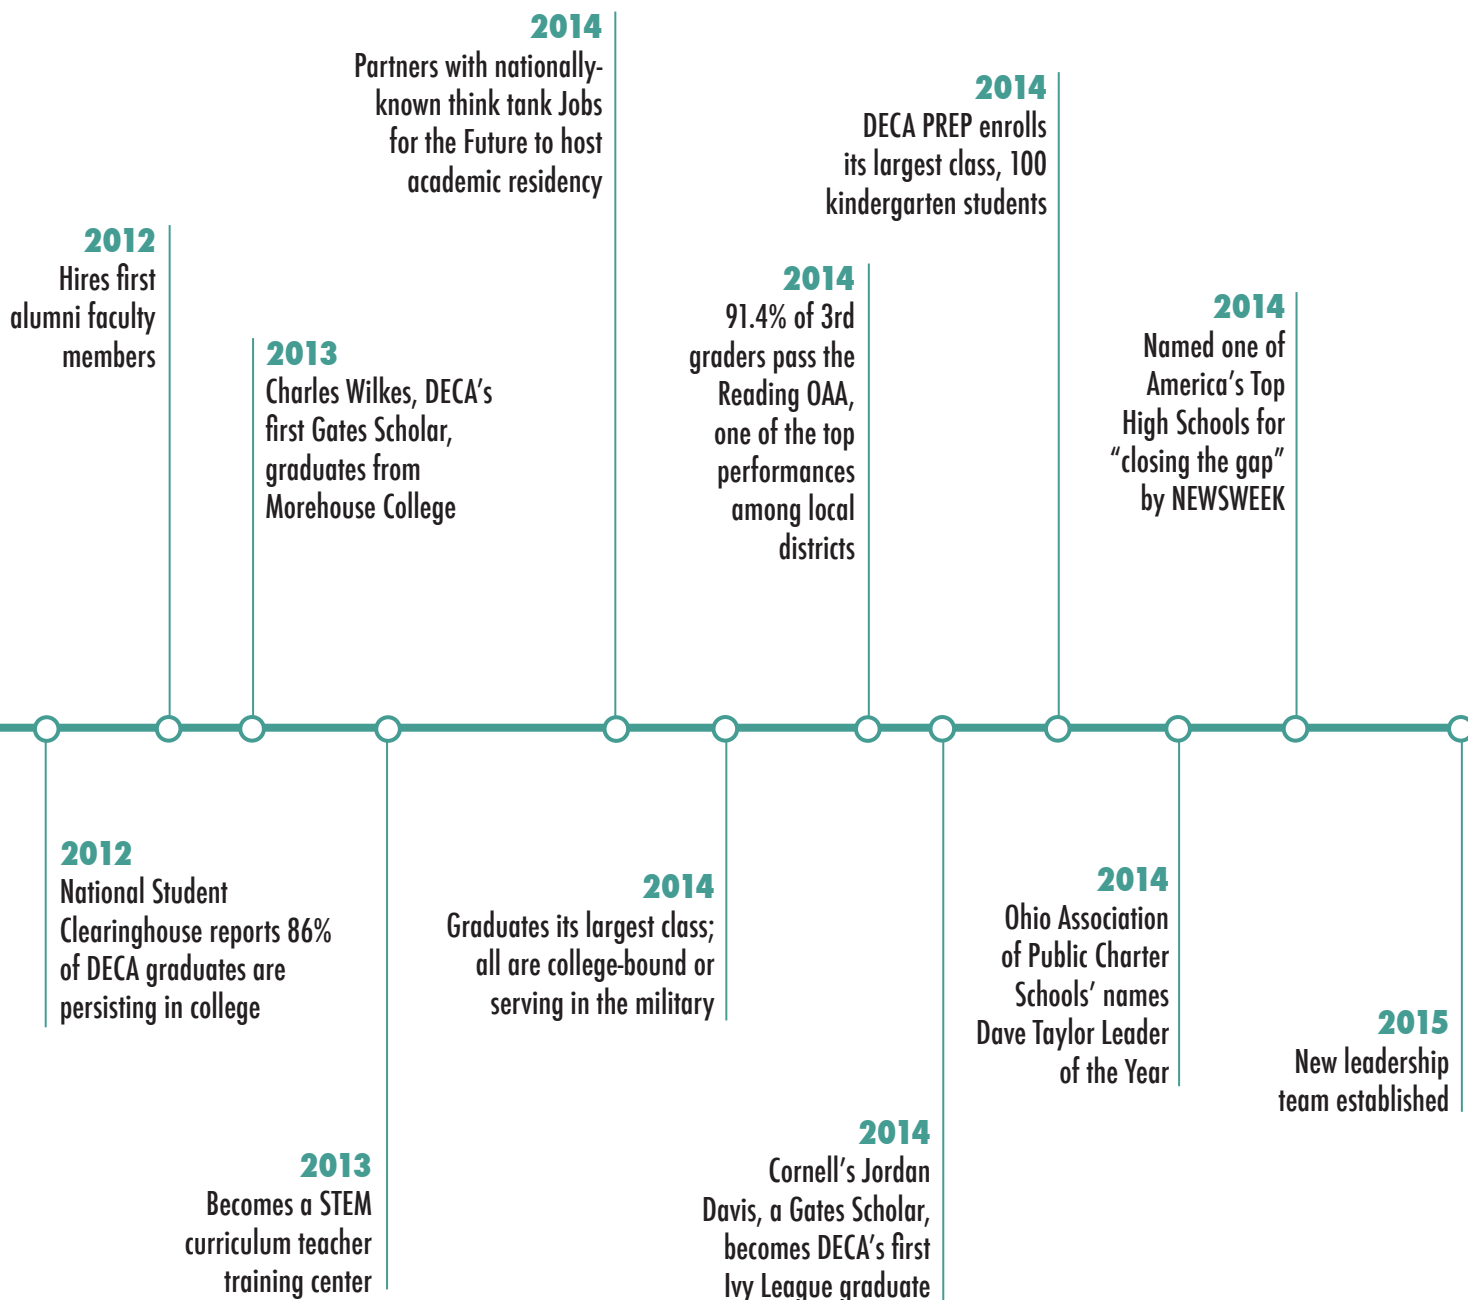 2014
Partners with nationally-
known think tank Jobs
for the Future to host
academic residency
2014
DECA PREP enrolls
its largest class, 100
kindergarten students
2012
Hires first
alumni faculty
members
2013
Charles Wilkes, DECA’s
first Gates Scholar,
graduates from
Morehouse College
2014
91.4% of 3rd
graders pass the
Reading OAA,
one of the top
performances
among local
districts
2014
Named one of
America’s Top
High Schools for
“closing the gap”
by NEWSWEEK
2012
National Student
Clearinghouse reports 86%
of DECA graduates are
persisting in college
2013
Becomes a STEM
curriculum teacher
training center
2014
Graduates its largest class;
all are college-bound or
serving in the military
2014
Cornell’s Jordan
Davis, a Gates Scholar,
becomes DECA’s first
Ivy League graduate
2014
Ohio Association
of Public Charter
Schools’ names
Dave Taylor Leader
of the Year
2015
New leadership
team established